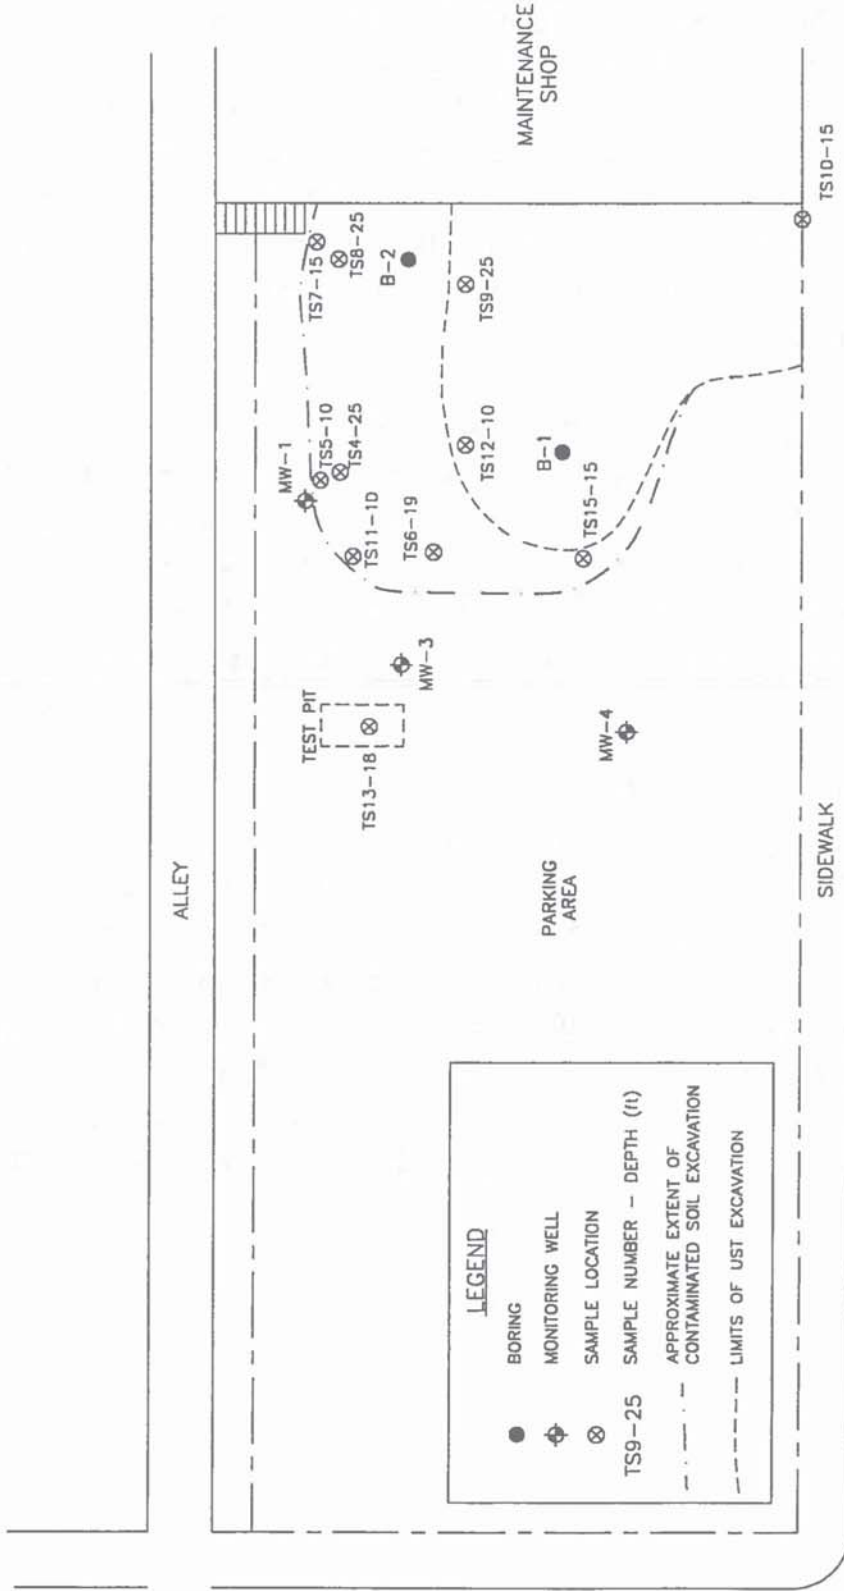 ALLEY
TEST PIT
TS13-18
MW-3
MW-1
TS5-10
TS4-25
TS11-1D
TS6-19
TS7-15
TS8-25
B-2
TS9-25
TS12-10
B-1
TS15-15
MAINTENANCE
SHOP
MW-4
PARKING
AREA
LEGEND
BORING
MONITORING WELL
SAMPLE LOCATION
TS9-25 SAMPLE NUMBER – DEPTH (ft)
APPROXIMATE EXTENT OF
CONTAMINATED SOIL EXCAVATION
LIMITS OF UST EXCAVATION
SIDEWALK
TS1D-15